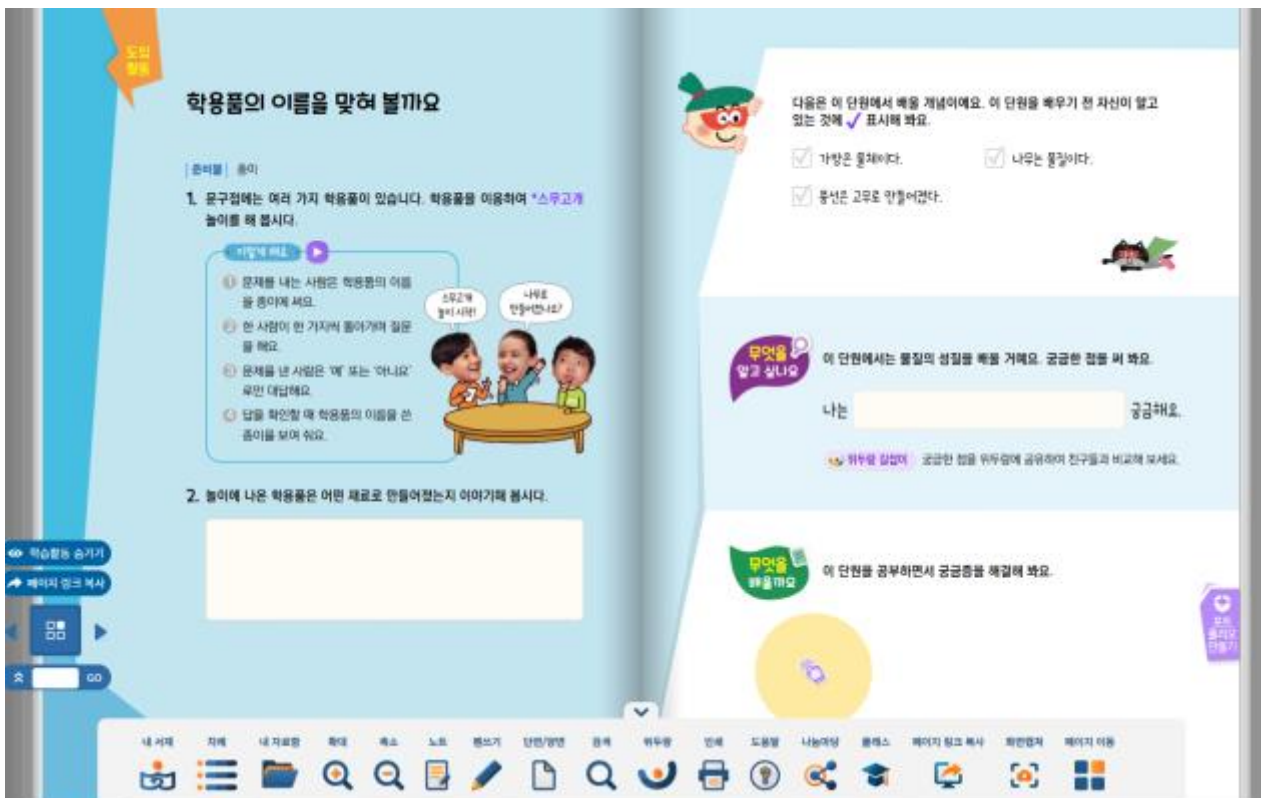 도입
활동
학용품의 이름을 맞혀 볼까요
준비물 종이
1. 문구점에는 여러 가지 학용품이 있습니다. 학용품을 이용하여 *스무고개
놀이를 해 봅시다.
이렇게 해요
1 문제를 내는 사람은 학용품의 이름
을 종이에 써요.
2 한 사람이 한 가지씩 돌아가며 질문
을 해요.
3 문제를 낸 사람은 '예' 또는 '아니요'
로만 대답해요.
4 답을 확인할 때 학용품의 이름을 쓴
종이를 보여 줘요.
스무고개
놀이 시작!
나무로
만들어졌나요?
2. 놀이에 나온 학용품은 어떤 재료로 만들어졌는지 이야기해 봅시다.
다음은 이 단원에서 배울 개념이에요. 이 단원을 배우기 전 자신이 알고
있는 것에 ✓ 표시해 봐요.
가방은 물체이다.
나무는 물질이다.
풍선은 고무로 만들어졌다.
무엇을
알고 싶나요
이 단원에서는 물질의 성질을 배울 거예요. 궁금한 점을 써 봐요.
나는 궁금해요.
위두랑 길잡이 궁금한 점을 위두랑에 공유하여 친구들과 비교해 보세요.
무엇을
배울까요
이 단원을 공부하면서 궁금증을 해결해 봐요.
학습활동 숨기기
페이지 링크 복사
GO
포트
폴리오
만들기
내 서재 차례 내 자료함 확대 축소 노트 펜쓰기 단면/양면 검색 위두랑 인쇄 도움말 나눔마당 클래스 페이지 링크 복사 화면캡쳐 페이지 이동